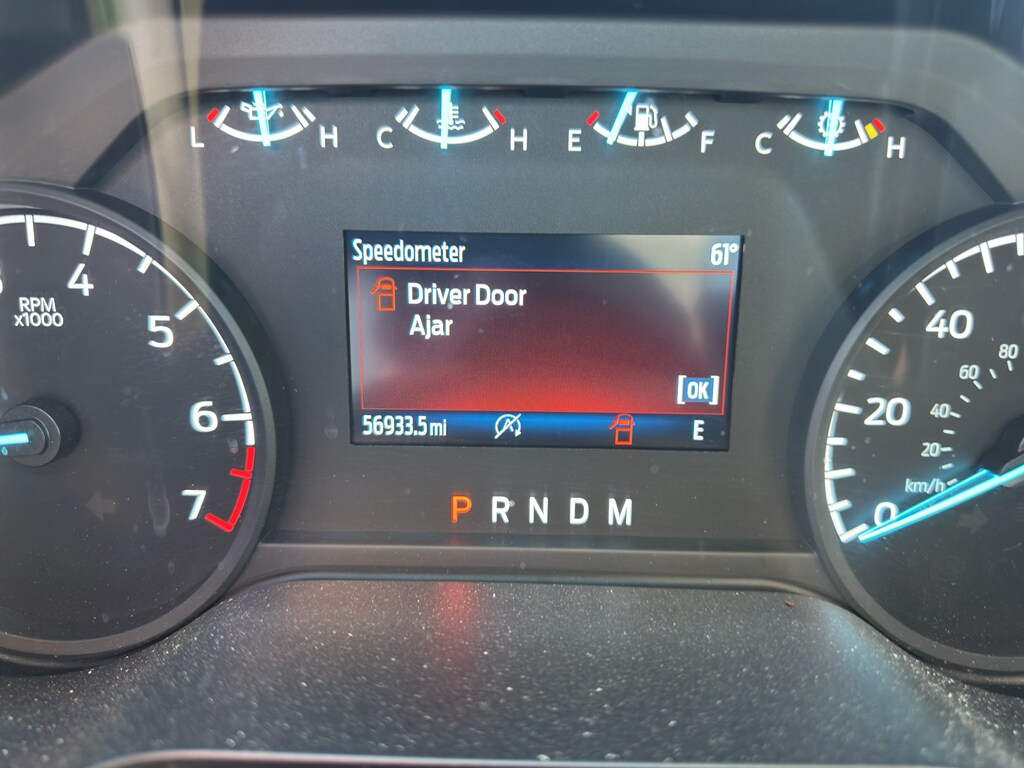 L H C H E F C H
Speedometer 61°
Driver Door
Ajar
[OK]
56933.5 mi E
P R N D M
RPM
x1000
4
5
6
7
40
20
0
80
60
40
20
km/h